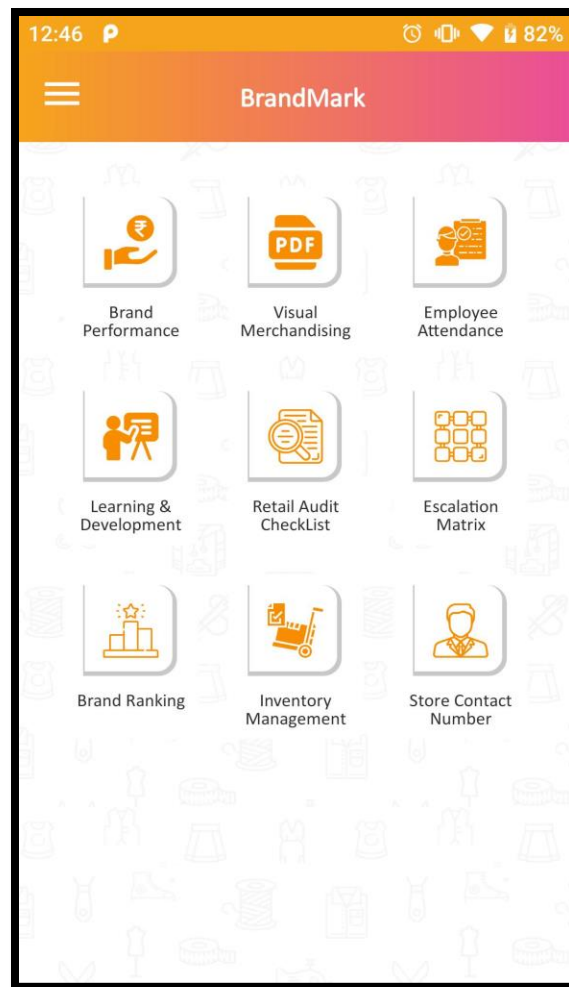 12:46
82%
BrandMark
₹
PDF
Brand
Performance
Visual
Merchandising
Employee
Attendance
Learning &
Development
Retail Audit
CheckList
Escalation
Matrix
Brand Ranking
Inventory
Management
Store Contact
Number